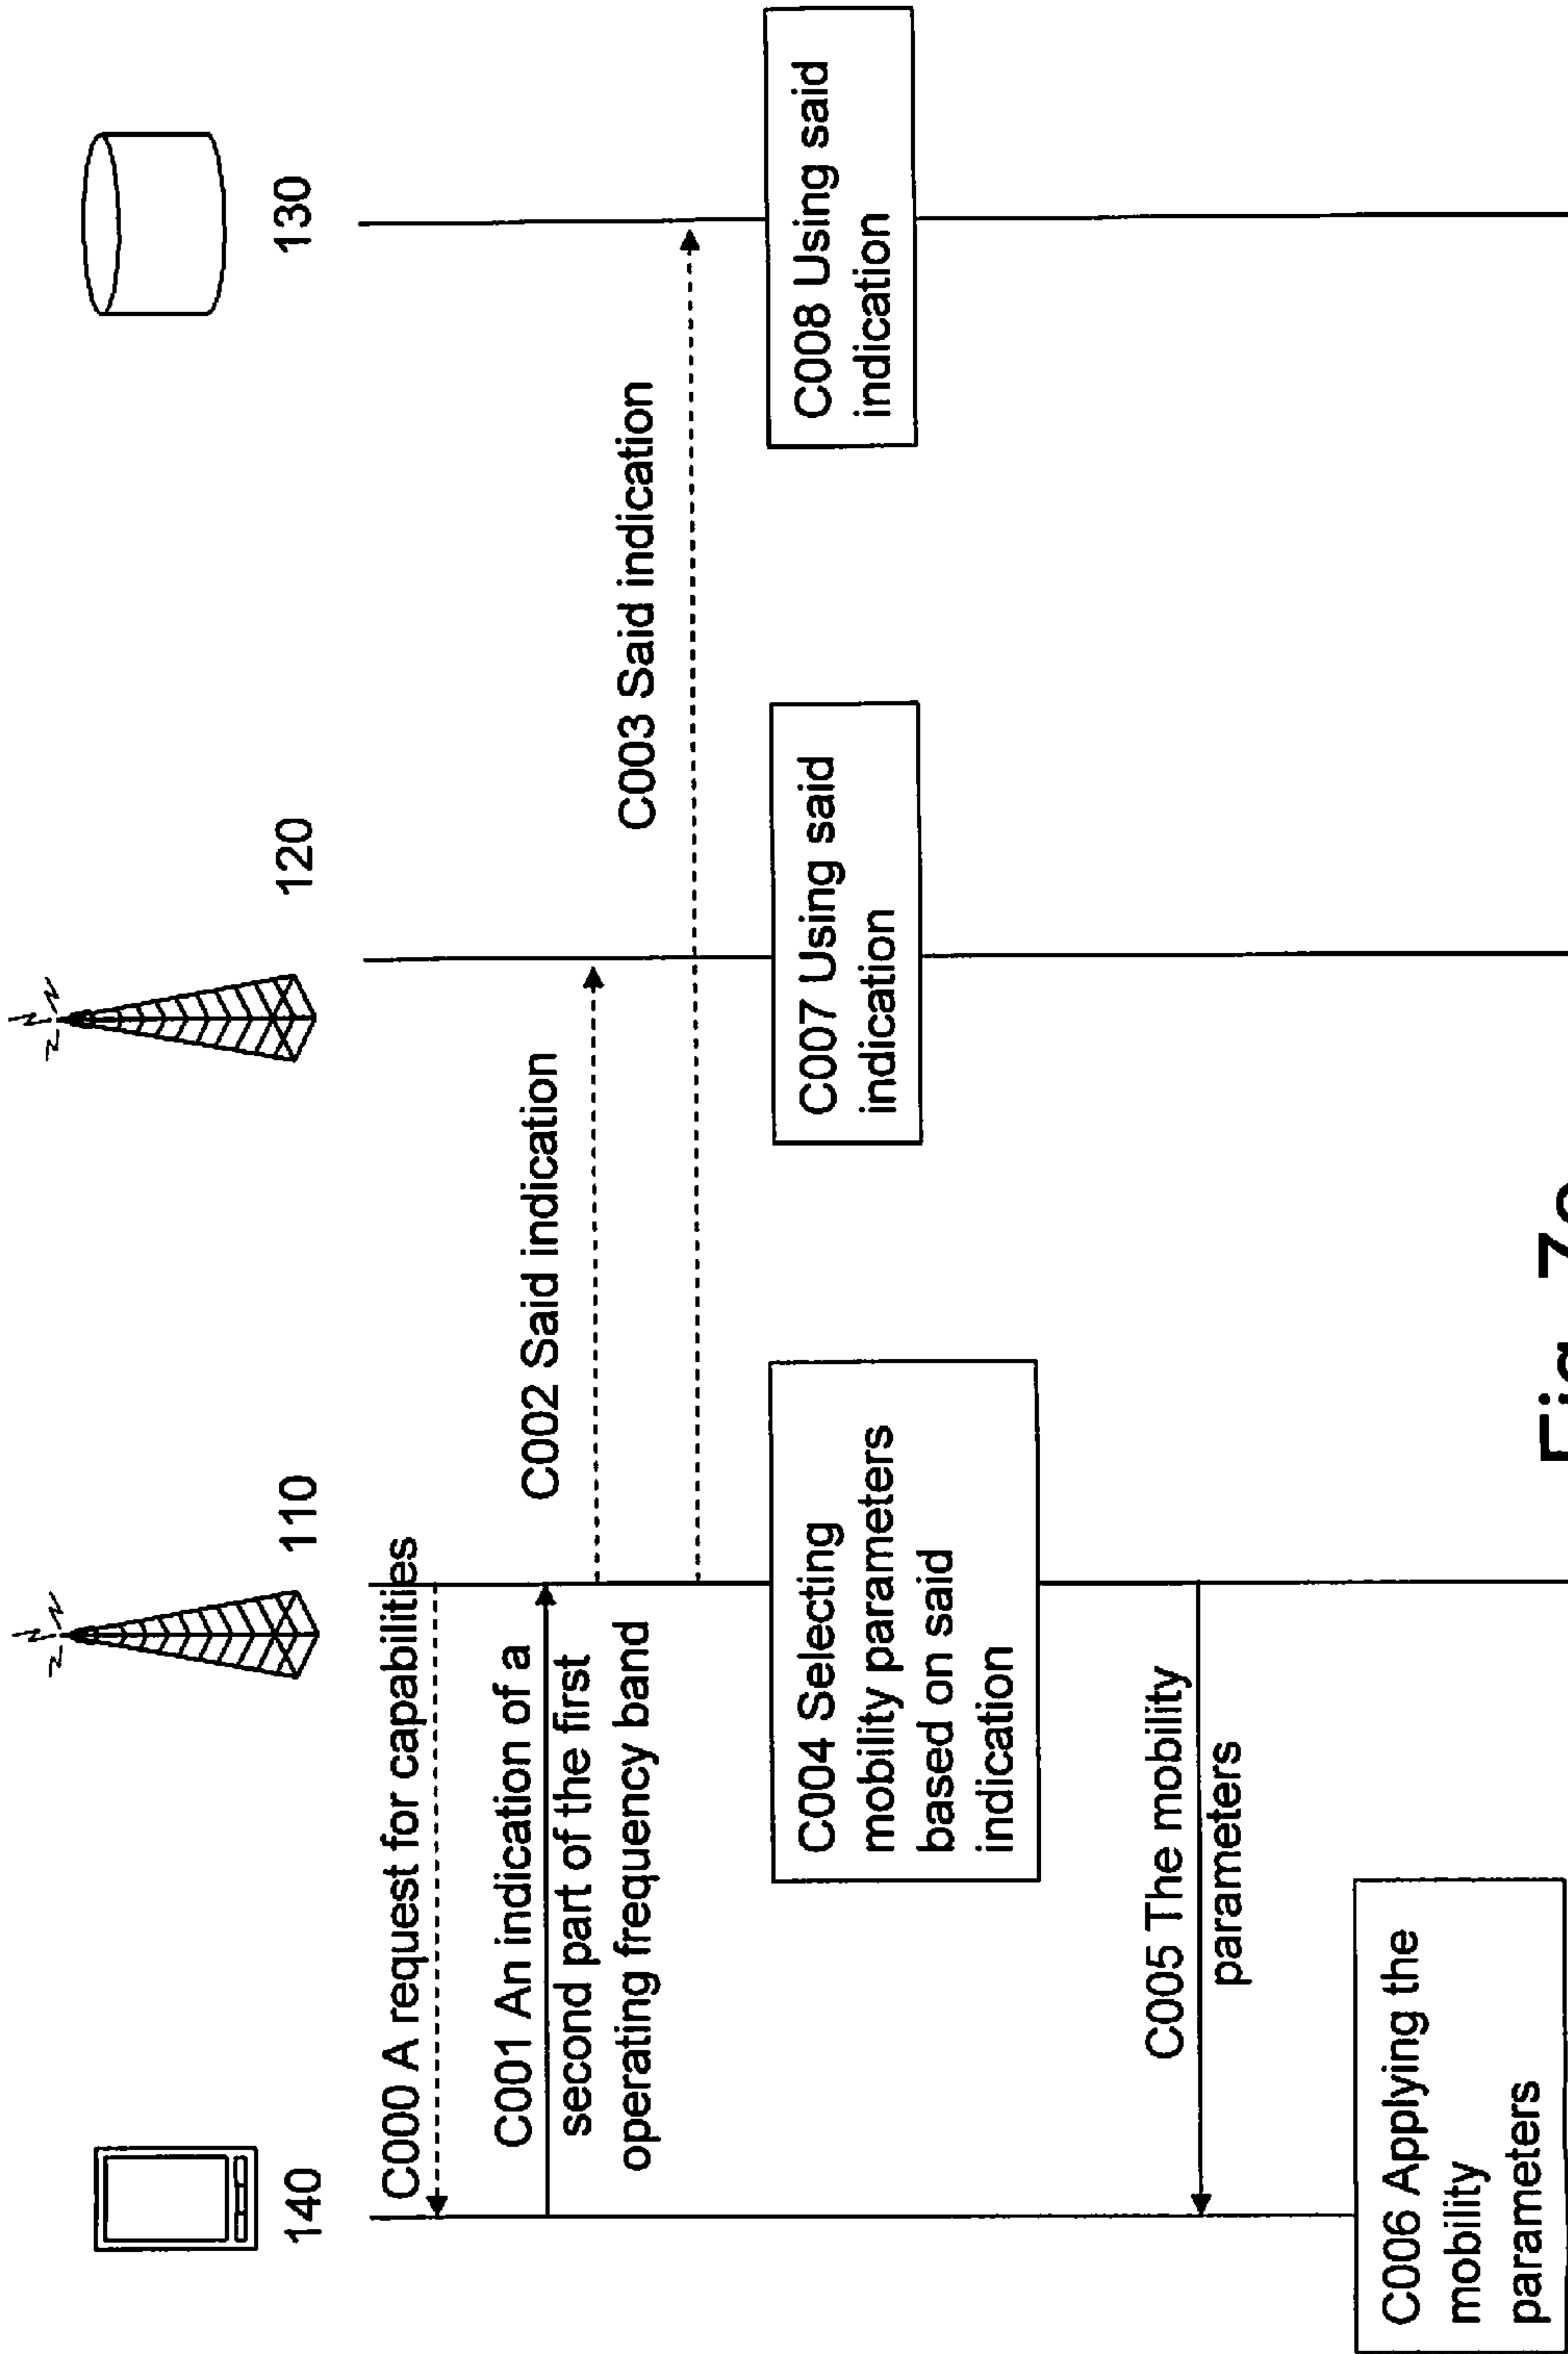 140
110
120
130
C000 A request for capabilities
C001 An indication of a
second part of the first
operating frequency band
C002 Said indication
C003 Said indication
C004 Selecting
mobility parameters
based on said
indication
C007 Using said
indication
C008 Using said
indication
C005 The mobility
parameters
C006 Applying the
mobility
parameters
Fig.